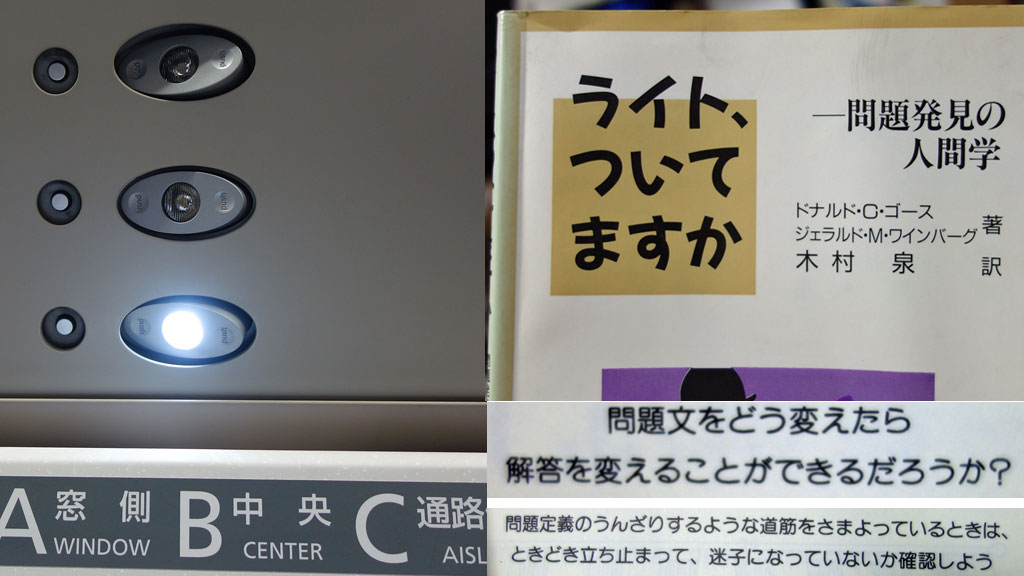 A 窓側 B 中央 C 通路
WINDOW CENTER AISL
ライト、
ついて
ますか
—問題発見の
人間学
ドナルド・C・ゴース
ジェラルド・M・ワインバーグ 著
木村 泉 訳
問題文をどう変えたら
解答を変えることができるだろうか?
問題定義のうんざりするような道筋をさまよっているときは、
ときどき立ち止まって、迷子になっていないか確認しよう